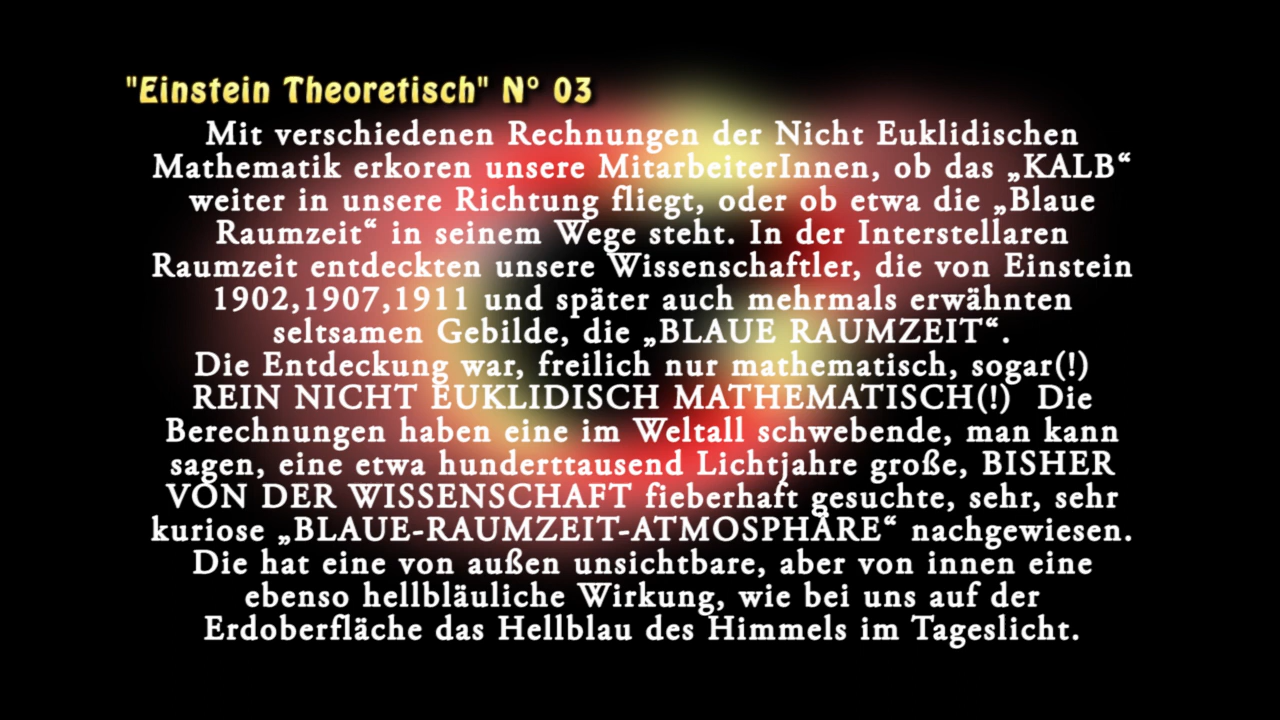 "Einstein Theoretisch" N° 03
Mit verschiedenen Rechnungen der Nicht Euklidischen
Mathematik erkoren unsere MitarbeiterInnen, ob das „KALB“
weiter in unsere Richtung fliegt, oder ob etwa die „Blaue
Raumzeit“ in seinem Wege steht. In der Interstellaren
Raumzeit entdeckten unsere Wissenschaftler, die von Einstein
1902,1907,1911 und später auch mehrmals erwähnten
seltsamen Gebilde, die „BLAUE RAUMZEIT“.
Die Entdeckung war, freilich nur mathematisch, sogar(!)
REIN NICHT EUKLIDISCH MATHEMATISCH(!) Die
Berechnungen haben eine im Weltall schwebende, man kann
sagen, eine etwa hunderttausend Lichtjahre große, BISHER
VON DER WISSENSCHAFT fieberhaft gesuchte, sehr, sehr
kuriose „BLAUE-RAUMZEIT-ATMOSPHÄRE“ nachgewiesen.
Die hat eine von außen unsichtbare, aber von innen eine
ebenso hellbläuliche Wirkung, wie bei uns auf der
Erdoberfläche das Hellblau des Himmels im Tageslicht.